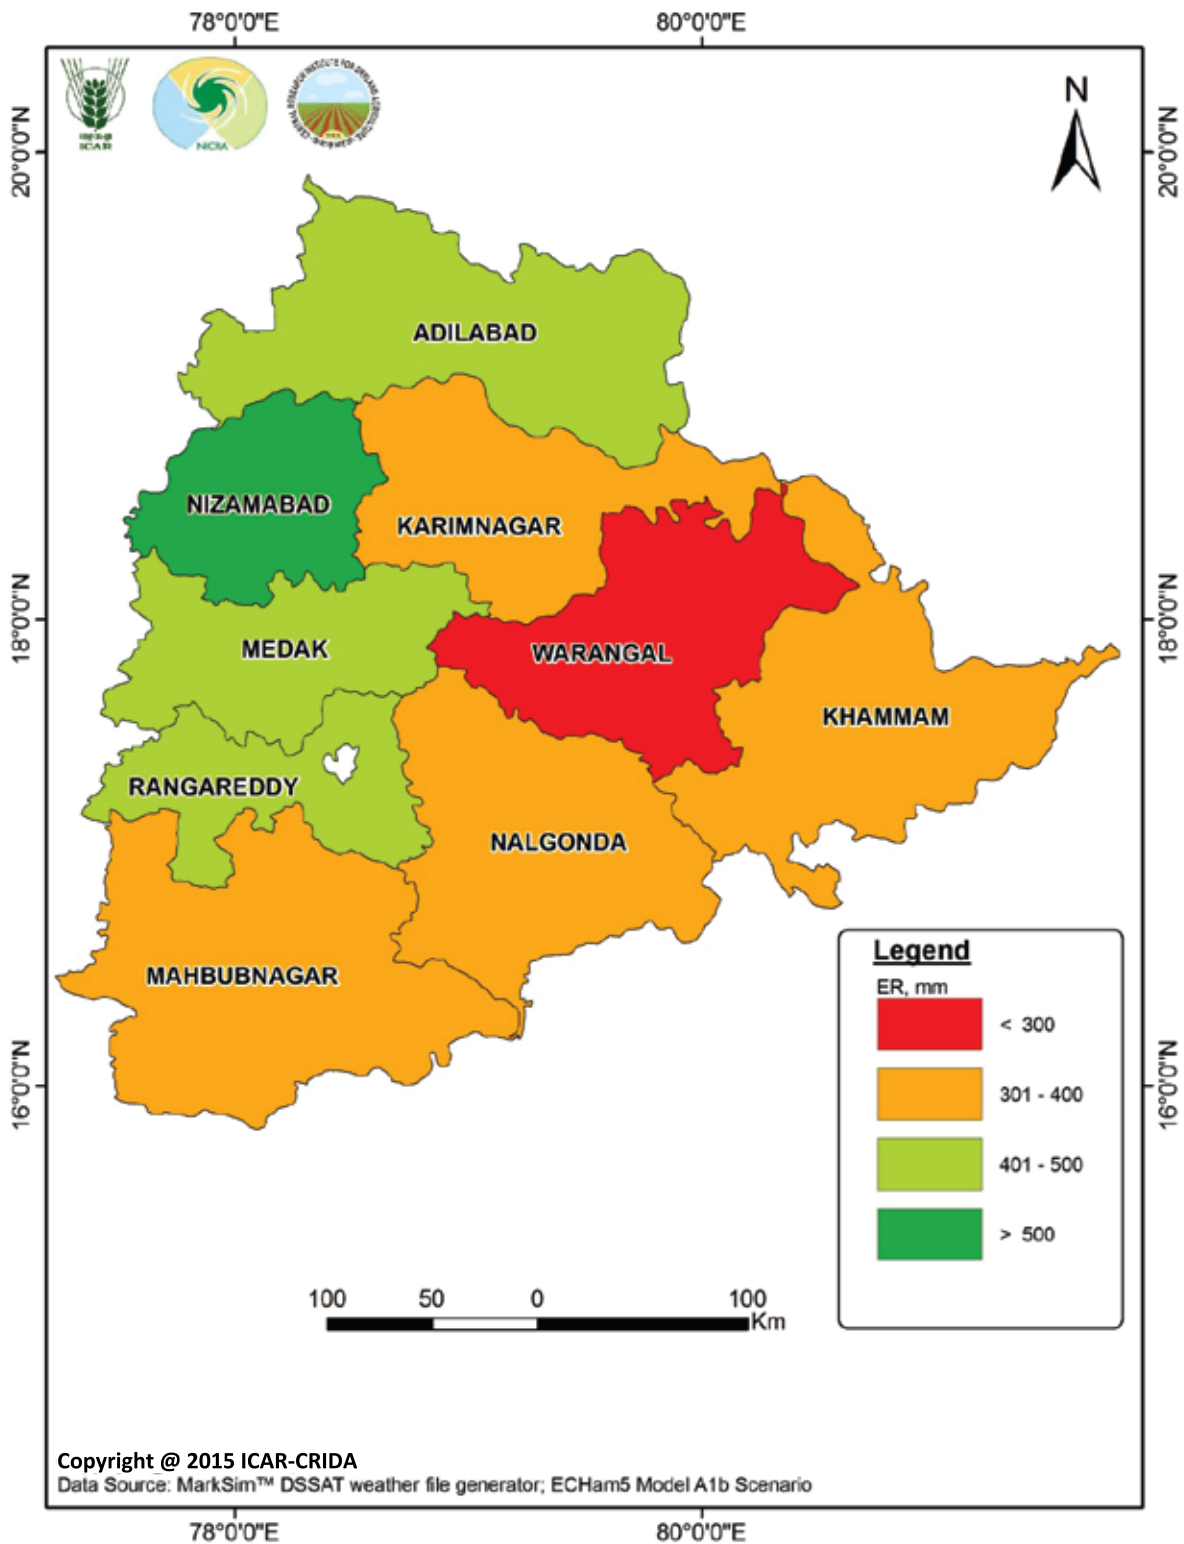 78°0'0"E 80°0'0"E
ICAR
NICRA
N
20°0'0"N 20°0'0"N
ADILABAD
NIZAMABAD
KARIMNAGAR
18°0'0"N 18°0'0"N
MEDAK
WARANGAL
KHAMMAM
RANGAREDDY
NALGONDA
MAHBUBNAGAR
Legend
ER, mm
< 300
301 - 400
401 - 500
> 500
16°0'0"N 16°0'0"N
100 50 0 100
Km
Copyright @ 2015 ICAR-CRIDA
Data Source: MarkSim™ DSSAT weather file generator; ECHam5 Model A1b Scenario
78°0'0"E 80°0'0"E